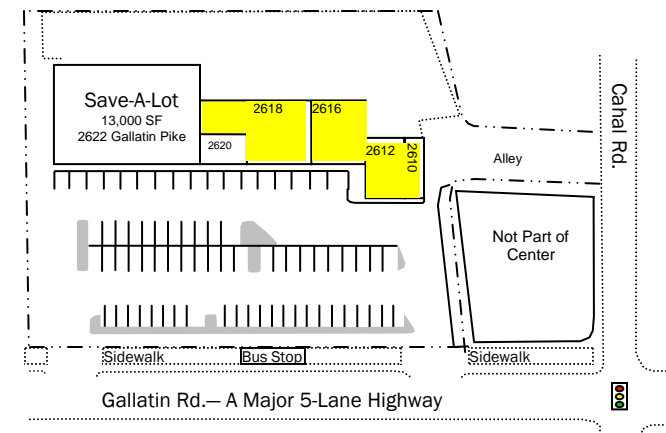 Save-A-Lot
13,000 SF
2622 Gallatin Pike
2618
2616
2620
2612
2610
Alley
Cahal Rd.
Not Part of
Center
Sidewalk
Bus Stop
Sidewalk
Gallatin Rd.— A Major 5-Lane Highway